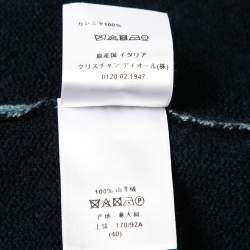 カシミヤ100%
原産国 イタリア
クリスチャン ディオール(株)
0120.02.1947
100% 山羊绒
产地 - 意大利
上装 - 170/92A
(40)